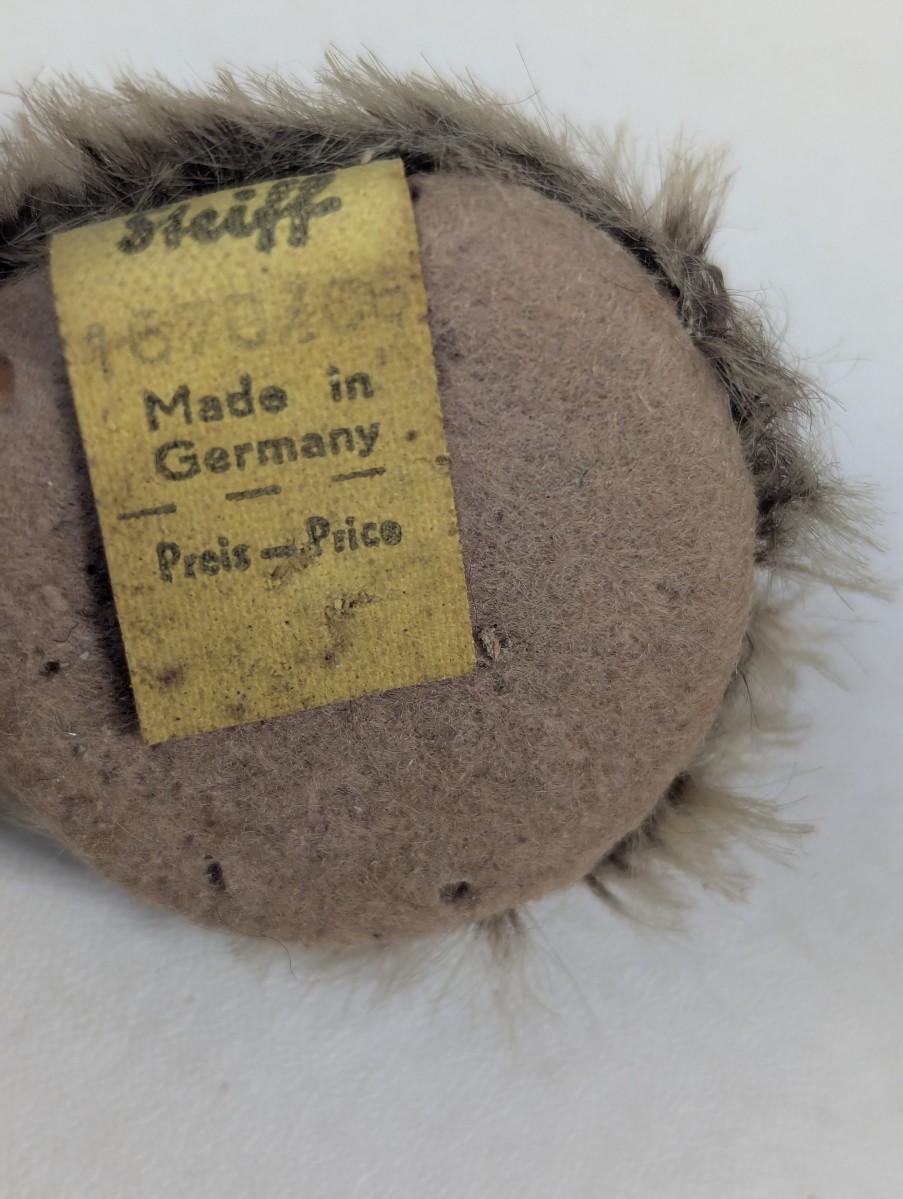 Steiff
Made in
Germany
Preis — Price